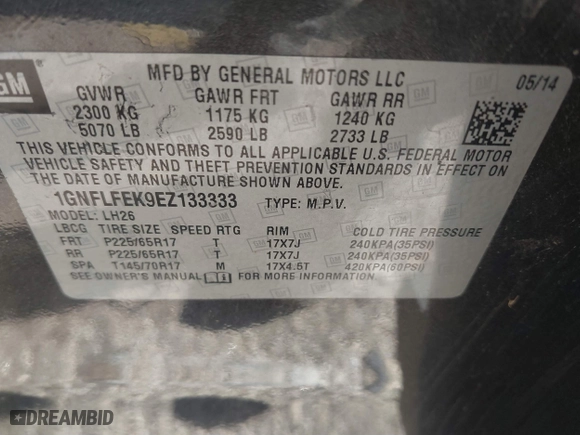 GM
MFD BY GENERAL MOTORS LLC
05/14
GVWR GAWR FRT GAWR RR
2300 KG 1175 KG 1240 KG
5070 LB 2590 LB 2733 LB
THIS VEHICLE CONFORMS TO ALL APPLICABLE U.S. FEDERAL MOTOR
VEHICLE SAFETY AND THEFT PREVENTION STANDARDS IN EFFECT ON
THE DATE OF MANUFACTURE SHOWN ABOVE.
1GNFLFEK9EZ133333 TYPE: M.P.V.
MODEL: LH26
LBCG TIRE SIZE SPEED RTG RIM COLD TIRE PRESSURE
FRT P225/65R17 T 17X7J 240KPA(35PSI)
RR P225/65R17 T 17X7J 240KPA(35PSI)
SPA T145/70R17 M 17X4.5T 420KPA(60PSI)
SEE OWNER'S MANUAL FOR MORE INFORMATION
DREAMBID